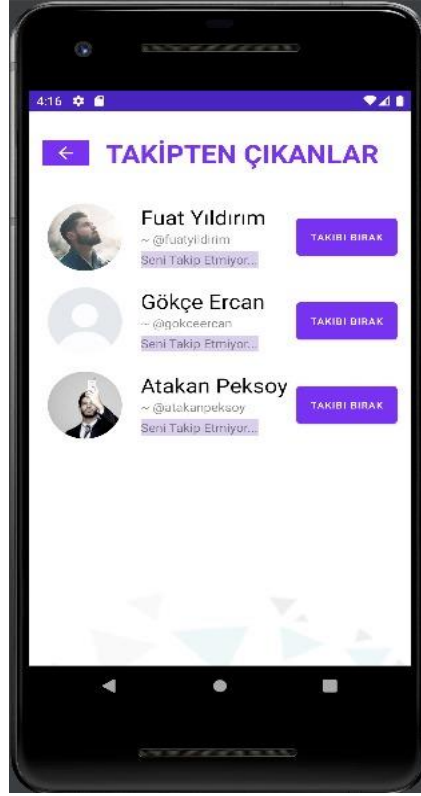 4:16
TAKİPTEN ÇIKANLAR
Fuat Yıldırım
~ @fuatyildirim
Seni Takip Etmiyor...
TAKIBI BIRAK
Gökçe Ercan
~ @gokceercan
Seni Takip Etmiyor...
TAKIBI BIRAK
Atakan Peksoy
~ @atakanpeksoy
Seni Takip Etmiyor...
TAKIBI BIRAK